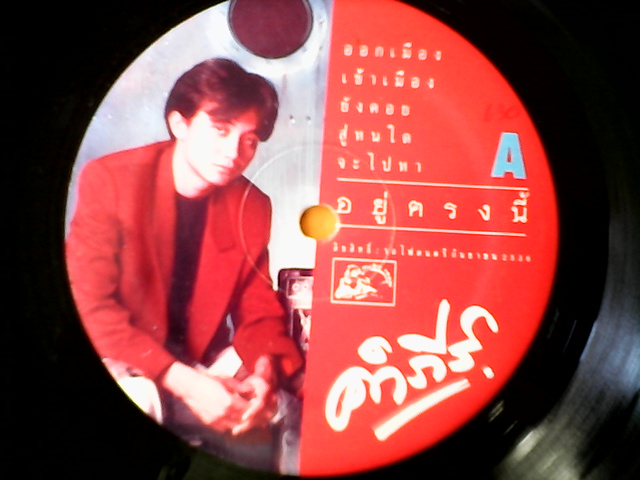 ออกเมือง
เข้าเมือง
ยังคอย
สู่หนใด
จะไปหา
A
อยู่ตรงนี้